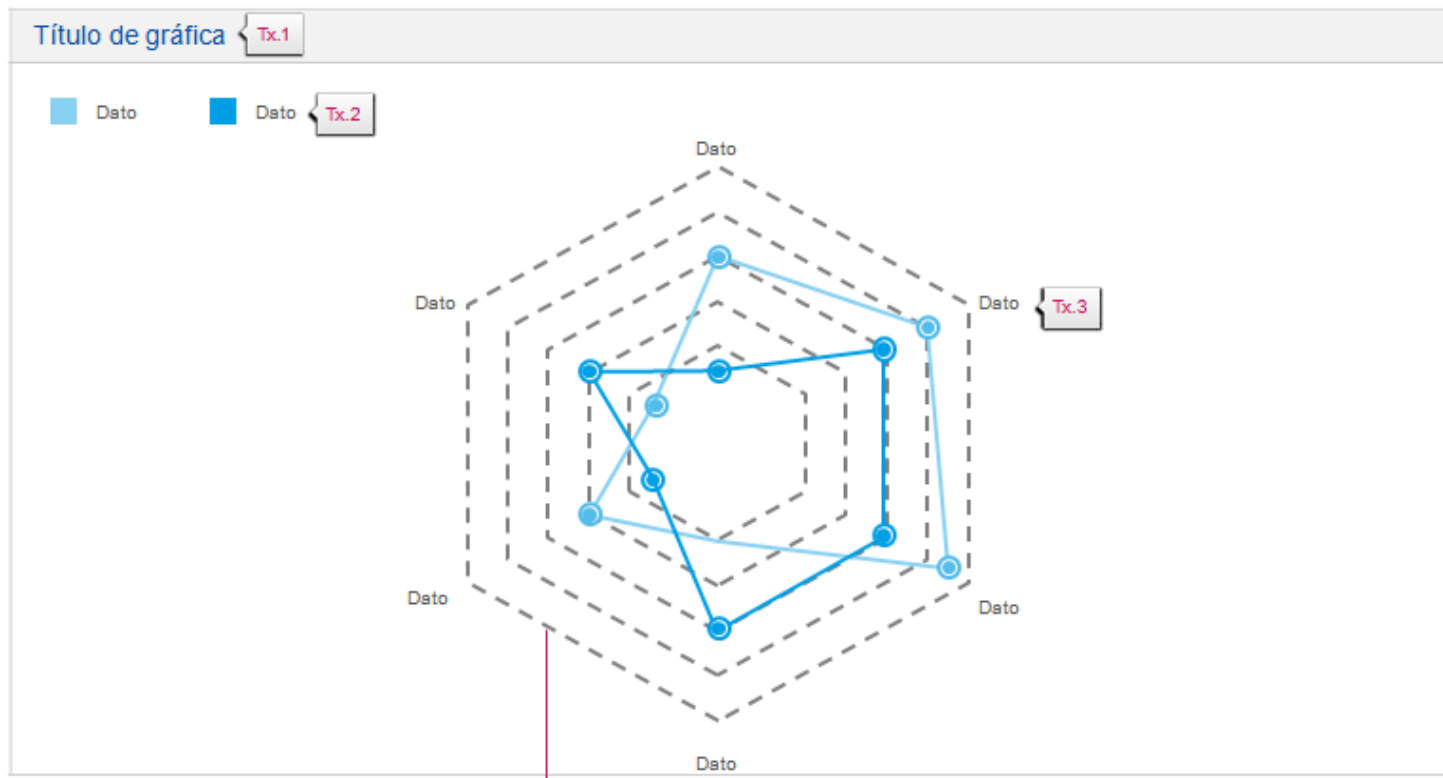 Título de gráfica Tx.1
Dato Dato Tx.2
Dato
Dato Dato Tx.3
Dato Dato
Dato